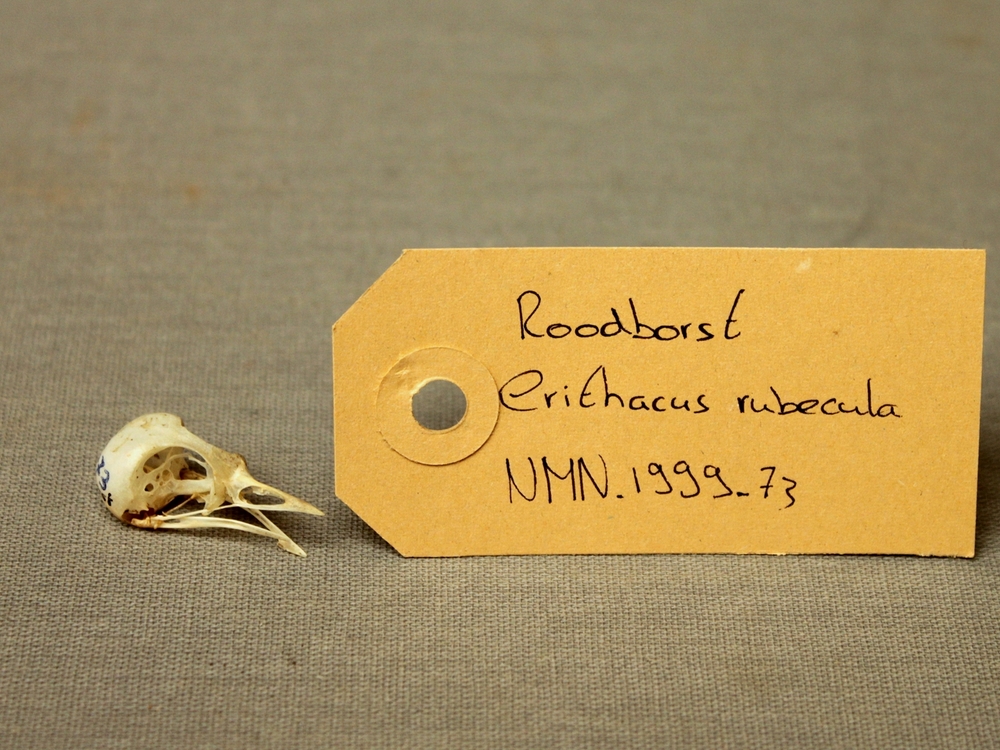 Roodborst
Erithacus rubecula
NMN.1999-73